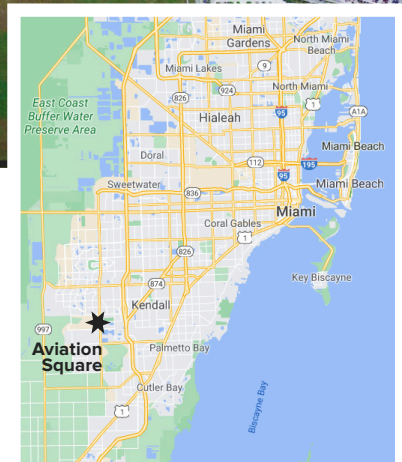 Miami
Gardens
North Miami
Beach
Miami Lakes
9
826
924
North Miami
1
East Coast
Buffer Water
Preserve Area
Hialeah
95
A1A
Doral
112
195
Miami Beach
95
Sweetwater
836
Miami Beach
Miami
Coral Gables
826
1
874
Key Biscayne
Kendall
997
Aviation
Square
Palmetto Bay
Cutler Bay
Biscayne Bay
1